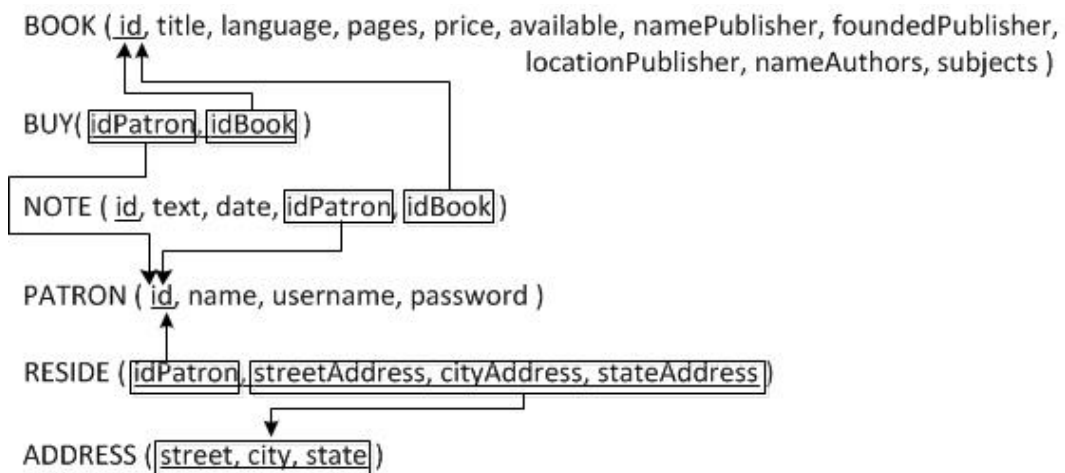 BOOK ( id, title, language, pages, price, available, namePublisher, foundedPublisher,
locationPublisher, nameAuthors, subjects )
BUY( idPatron, idBook )
NOTE ( id, text, date, idPatron, idBook )
PATRON ( id, name, username, password )
RESIDE ( idPatron, streetAddress, cityAddress, stateAddress )
ADDRESS ( street, city, state )